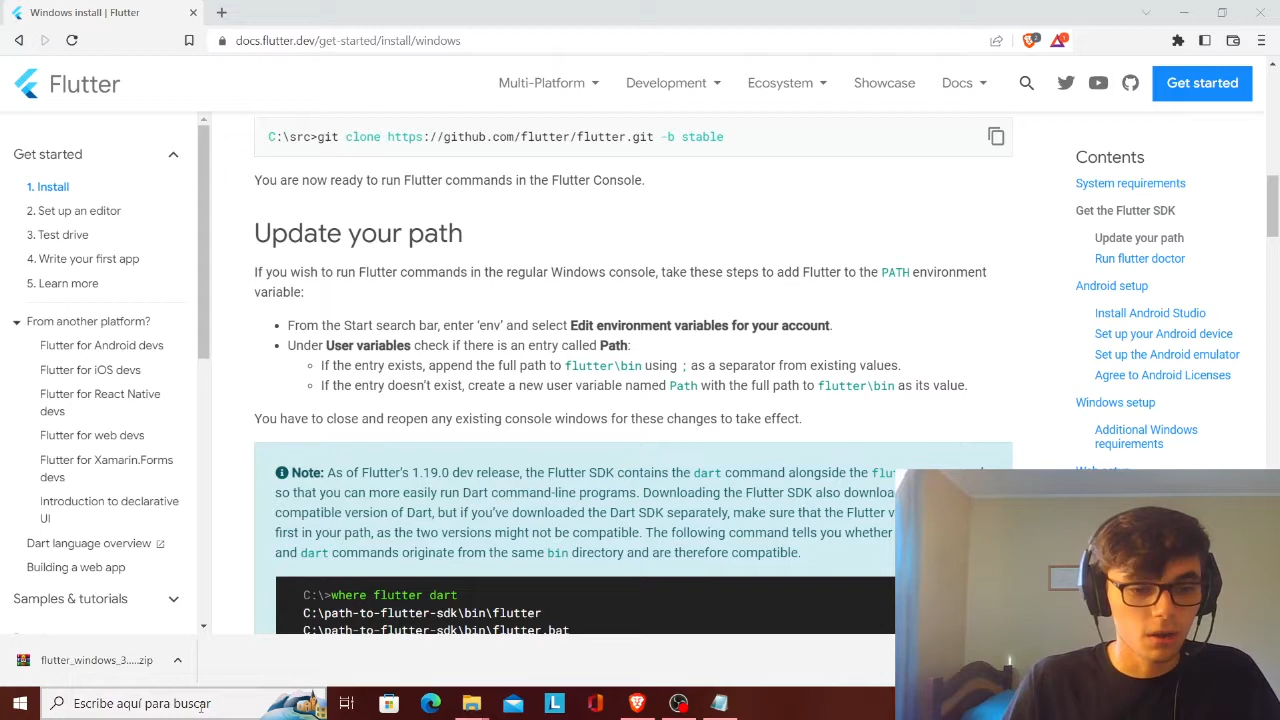 Windows install | Flutter
docs.flutter.dev/get-started/install/windows
2
1
Flutter
Multi-Platform
Development
Ecosystem
Showcase
Docs
Get started
Get started
1. Install
2. Set up an editor
3. Test drive
4. Write your first app
5. Learn more
From another platform?
Flutter for Android devs
Flutter for iOS devs
Flutter for React Native
devs
Flutter for web devs
Flutter for Xamarin.Forms
devs
Introduction to declarative
UI
Dart language overview
Building a web app
Samples & tutorials
C:\src>git clone https://github.com/flutter/flutter.git -b stable
You are now ready to run Flutter commands in the Flutter Console.
Update your path
If you wish to run Flutter commands in the regular Windows console, take these steps to add Flutter to the PATH environment
variable:
• From the Start search bar, enter ‘env’ and select Edit environment variables for your account.
• Under User variables check if there is an entry called Path:
◦ If the entry exists, append the full path to flutter\bin using ; as a separator from existing values.
◦ If the entry doesn’t exist, create a new user variable named Path with the full path to flutter\bin as its value.
You have to close and reopen any existing console windows for these changes to take effect.
Note: As of Flutter’s 1.19.0 dev release, the Flutter SDK contains the dart command alongside the
so that you can more easily run Dart command-line programs. Downloading the Flutter SDK also
compatible version of Dart, but if you’ve downloaded the Dart SDK separately, make sure that the Flutter
first in your path, as the two versions might not be compatible. The following command tells you whether
and dart commands originate from the same bin directory and are therefore compatible.
C:\>where flutter dart
C:\path-to-flutter-sdk\bin\flutter
C:\path-to-flutter-sdk\bin\flutter.bat
Contents
System requirements
Get the Flutter SDK
Update your path
Run flutter doctor
Android setup
Install Android Studio
Set up your Android device
Set up the Android emulator
Agree to Android Licenses
Windows setup
Additional Windows
requirements
flutter_windows_3.....zip
Escribe aquí para buscar
L